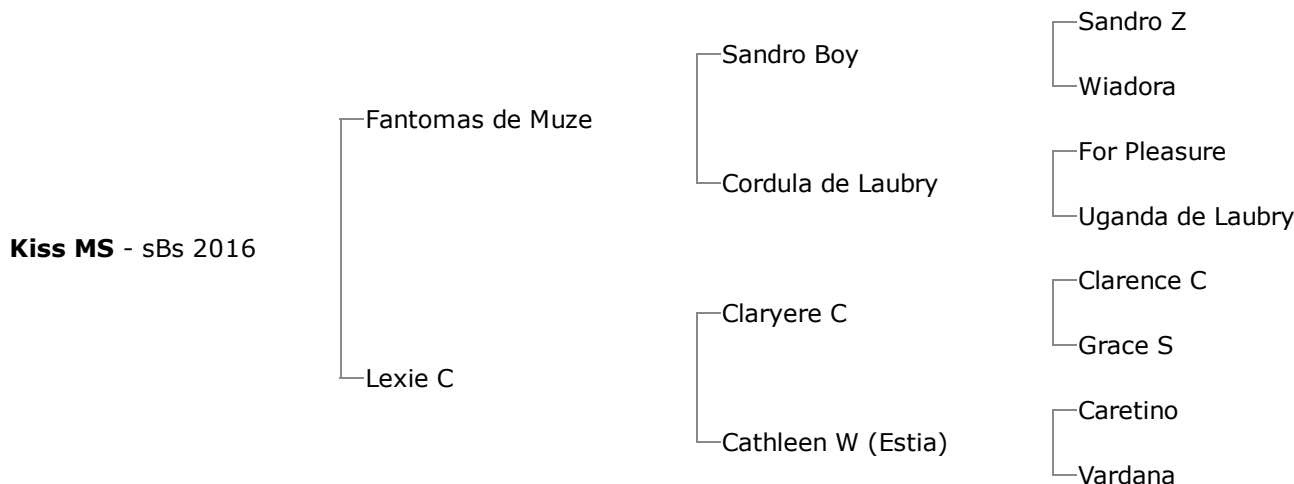 Sandro Z
Sandro Boy
Wiadora
Fantomas de Muze
For Pleasure
Cordula de Laubry
Uganda de Laubry
Kiss MS - sBs 2016
Clarence C
Claryere C
Grace S
Lexie C
Caretino
Cathleen W (Estia)
Vardana